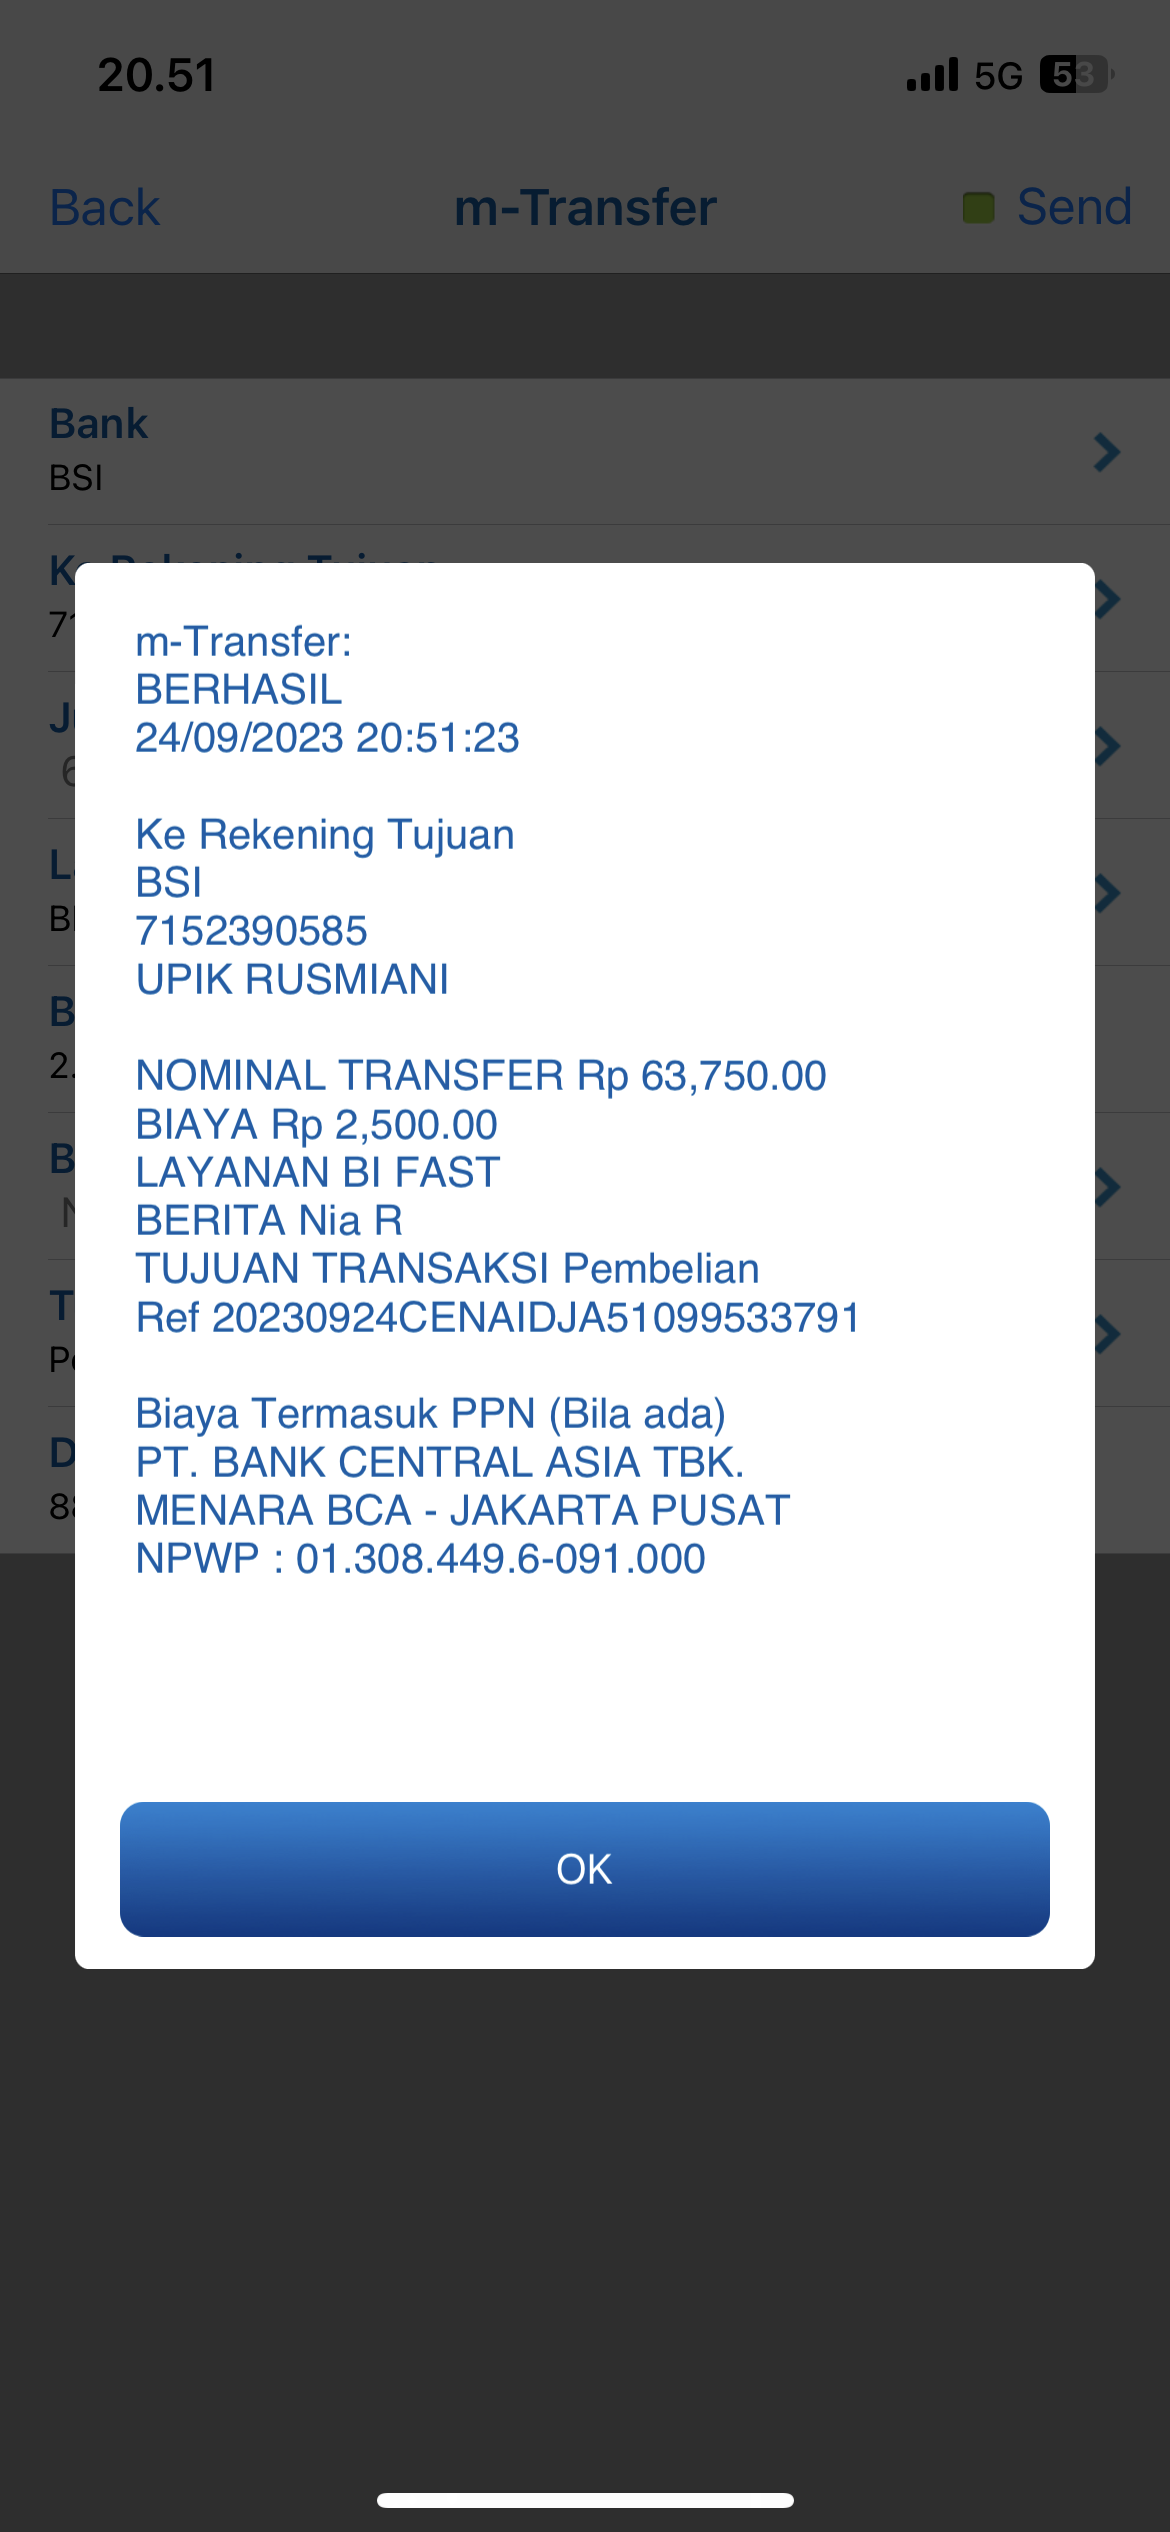 20.51
5G 53
Back
m-Transfer
Send
Bank
BSI
m-Transfer:
BERHASIL
24/09/2023 20:51:23
Ke Rekening Tujuan
BSI
7152390585
UPIK RUSMIANI
NOMINAL TRANSFER Rp 63,750.00
BIAYA Rp 2,500.00
LAYANAN BI FAST
BERITA Nia R
TUJUAN TRANSAKSI Pembelian
Ref 20230924CENAIDJA51099533791
Biaya Termasuk PPN (Bila ada)
PT. BANK CENTRAL ASIA TBK.
MENARA BCA - JAKARTA PUSAT
NPWP : 01.308.449.6-091.000
OK